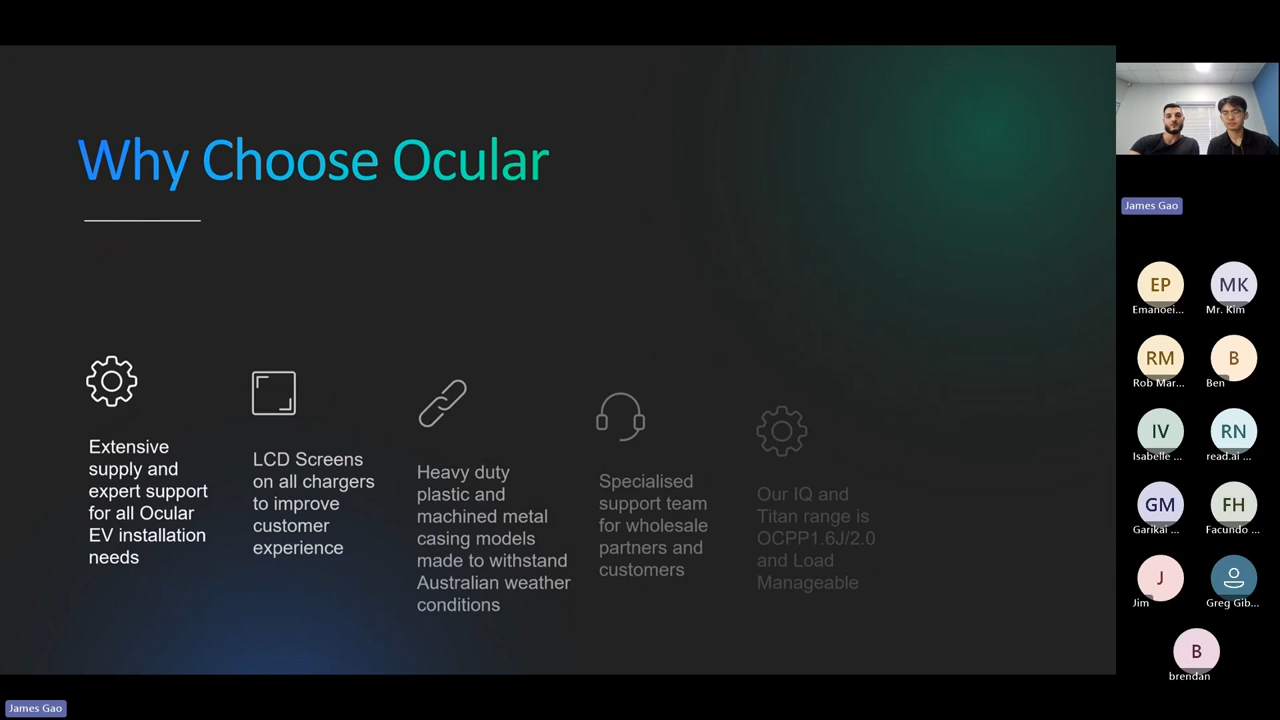 Why Choose Ocular
Extensive
supply and
expert support
for all Ocular
EV installation
needs
LCD Screens
on all chargers
to improve
customer
experience
Heavy duty
plastic and
machined metal
casing models
made to withstand
Australian weather
conditions
Specialised
support team
for wholesale
partners and
customers
Our IQ and
Titan range is
OCPP1.6J/2.0
and Load
Manageable
James Gao
EP
Emanoei...
MK
Mr. Kim
RM
Rob Mar...
B
Ben
IV
Isabelle ...
RN
read.ai ...
GM
Garikai ...
FH
Facundo ...
J
Jim
Greg Gib...
B
brendan
James Gao